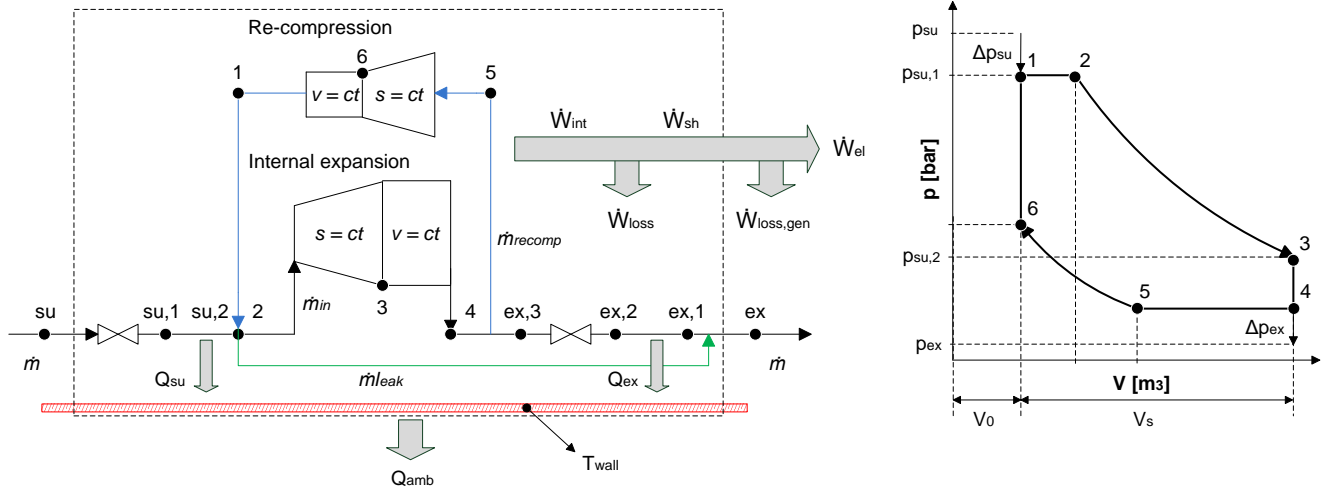 Re-compression
1
6
5
v = ct
s = ct
Ẇint
Ẇsh
Ẇel
Internal expansion
Ẇloss
Ẇloss,gen
s = ct
v = ct
ṁrecomp
3
ṁin
su
su,1
su,2
2
4
ex,3
ex,2
ex,1
ex
ṁ
Qsu
ṁleak
Qex
ṁ
Qamb
Twall
psu
Δpsu
1
2
psu,1
p [bar]
6
3
psu,2
5
4
Δpex
pex
V [m3]
V0
Vs